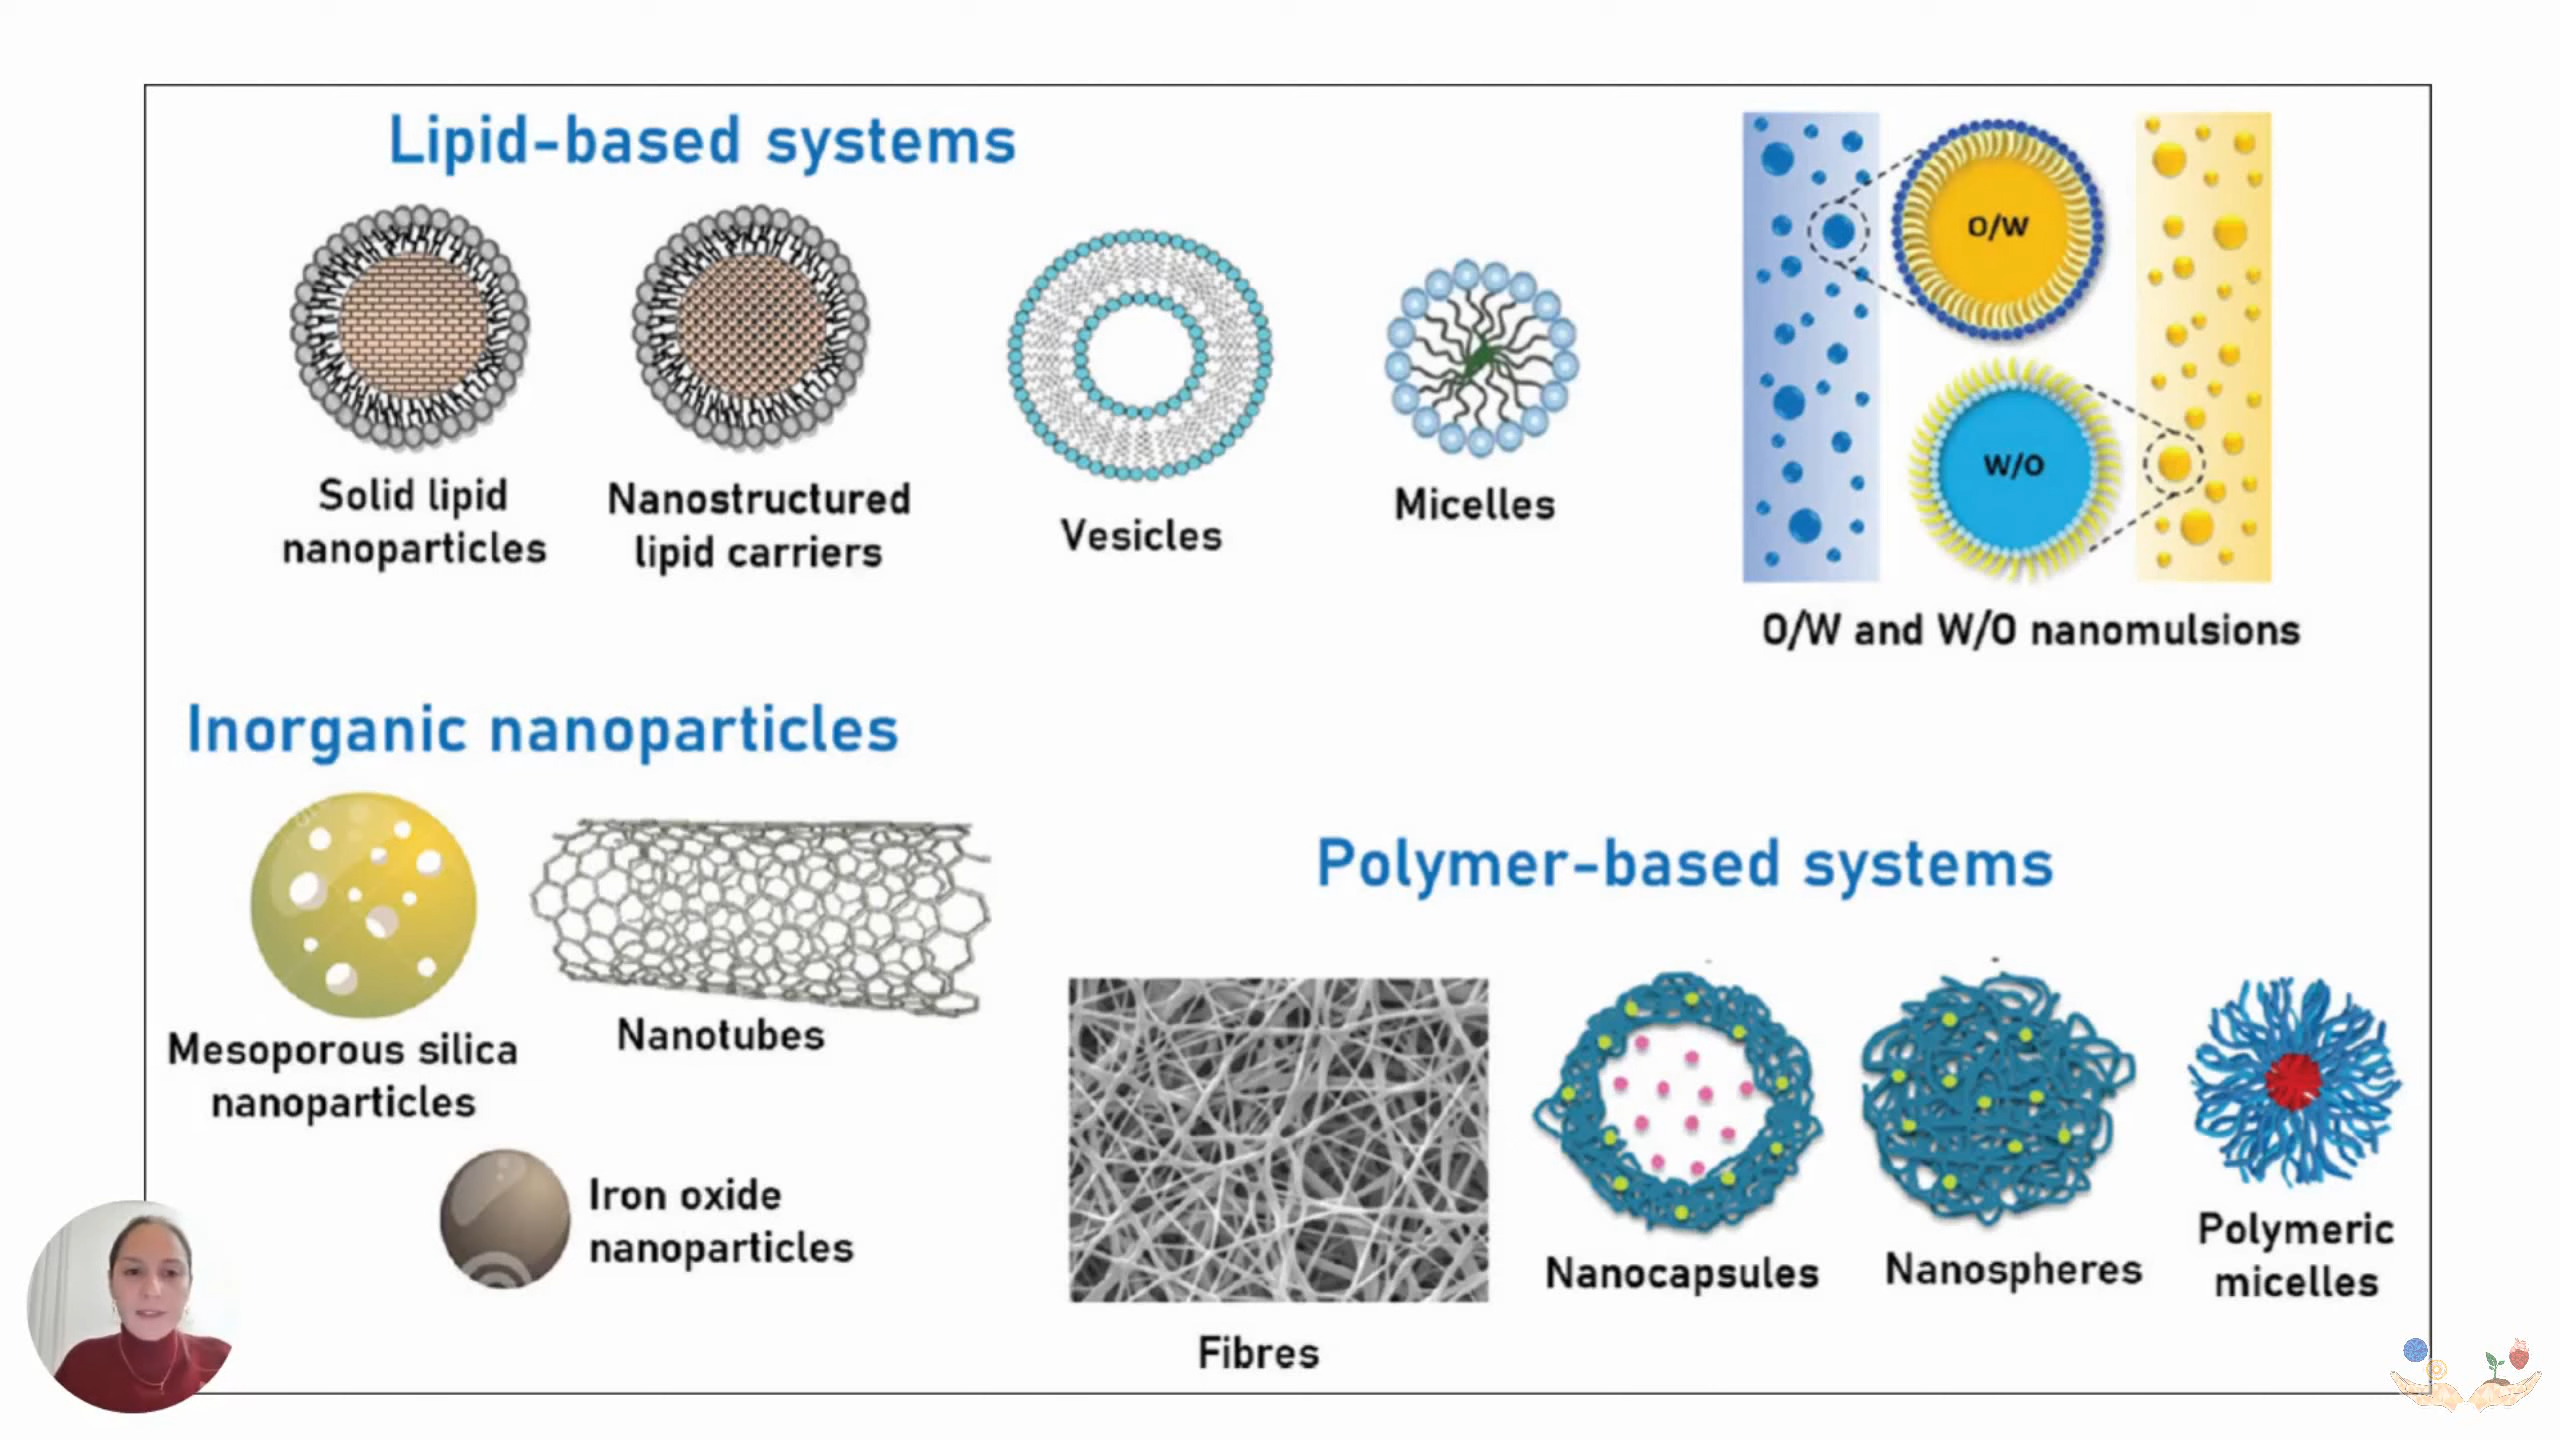 Lipid-based systems
Solid lipid
nanoparticles
Nanostructured
lipid carriers
Vesicles
Micelles
O/W
W/O
O/W and W/O nanomulsions
Inorganic nanoparticles
Mesoporous silica
nanoparticles
Nanotubes
Iron oxide
nanoparticles
Polymer-based systems
Fibres
Nanocapsules
Nanospheres
Polymeric
micelles